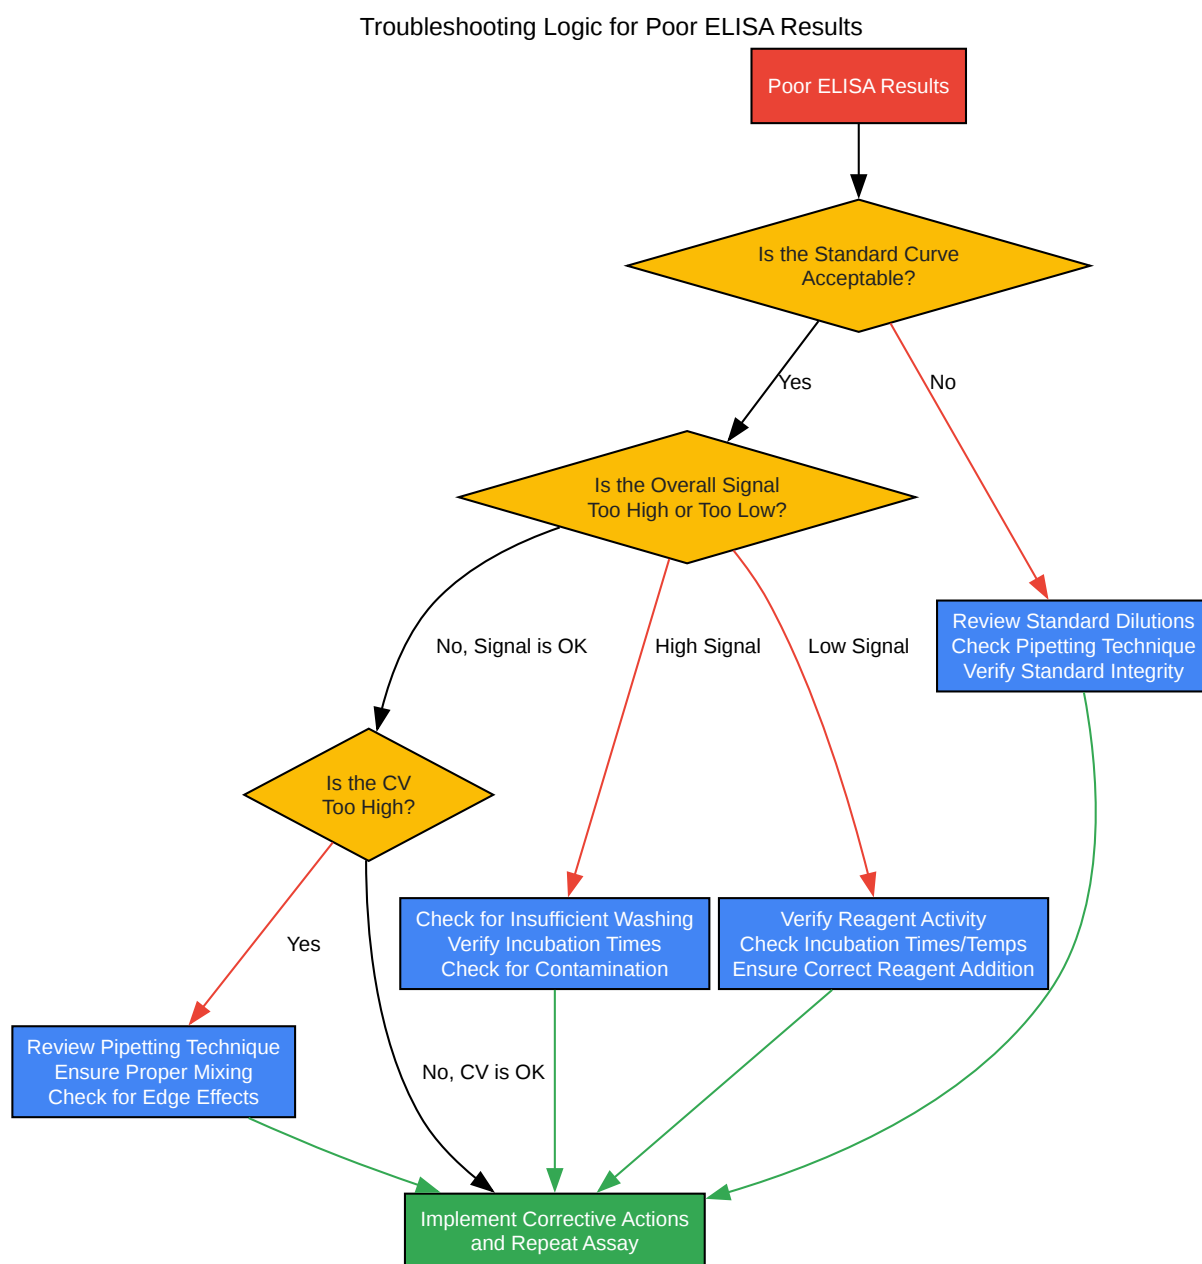 Troubleshooting Logic for Poor ELISA Results
Poor ELISA Results
Is the Standard Curve
Acceptable?
Yes
No
Is the Overall Signal
Too High or Too Low?
No, Signal is OK
High Signal
Low Signal
Review Standard Dilutions
Check Pipetting Technique
Verify Standard Integrity
Is the CV
Too High?
Yes
Check for Insufficient Washing
Verify Incubation Times
Check for Contamination
Verify Reagent Activity
Check Incubation Times/Temps
Ensure Correct Reagent Addition
Review Pipetting Technique
Ensure Proper Mixing
Check for Edge Effects
No, CV is OK
Implement Corrective Actions
and Repeat Assay